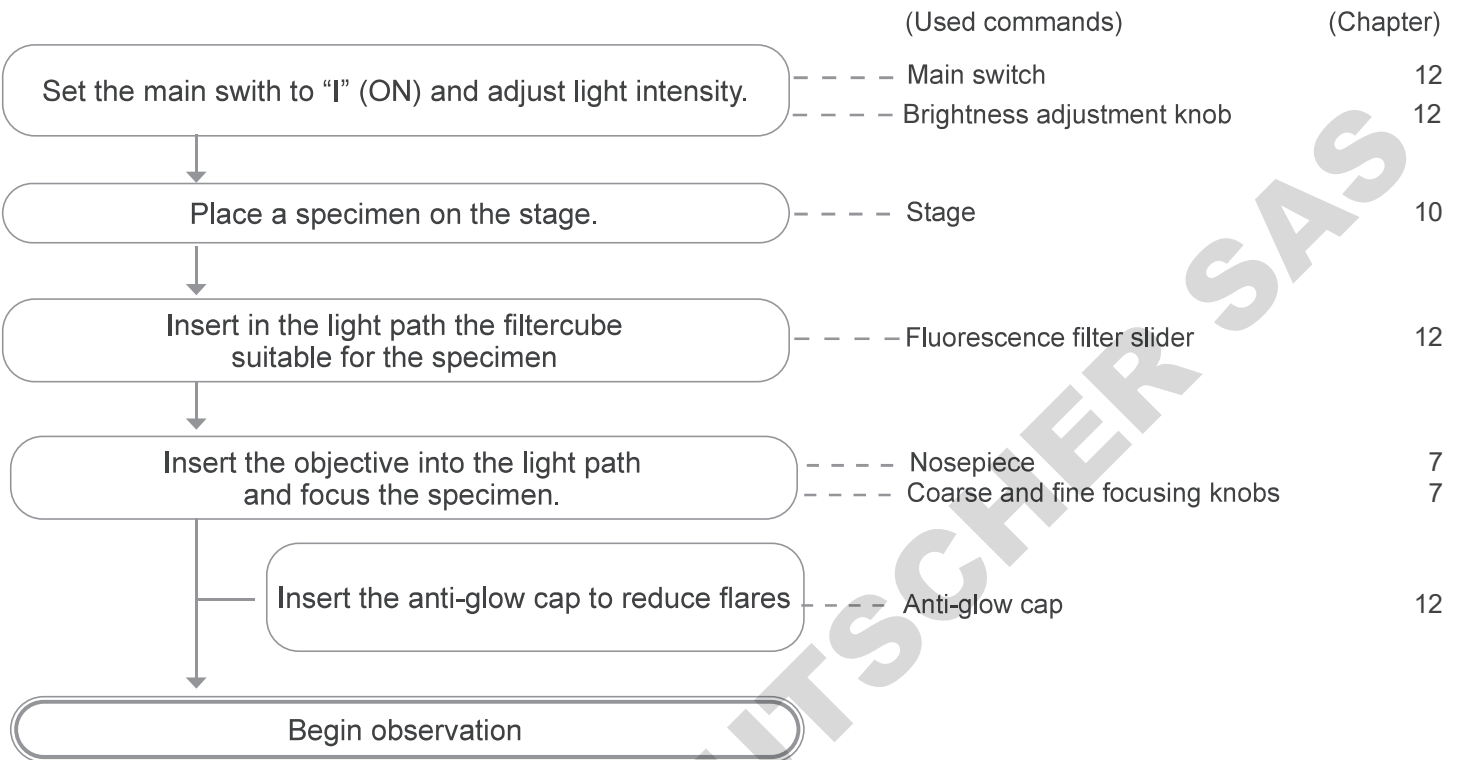 (Used commands) (Chapter)
Set the main swith to “I” (ON) and adjust light intensity.
Main switch 12
Brightness adjustment knob 12
Place a specimen on the stage.
Stage 10
Insert in the light path the filtercube
suitable for the specimen
Fluorescence filter slider 12
Insert the objective into the light path
and focus the specimen.
Nosepiece 7
Coarse and fine focusing knobs 7
Insert the anti-glow cap to reduce flares
Anti-glow cap 12
Begin observation
UTSCHER SAS